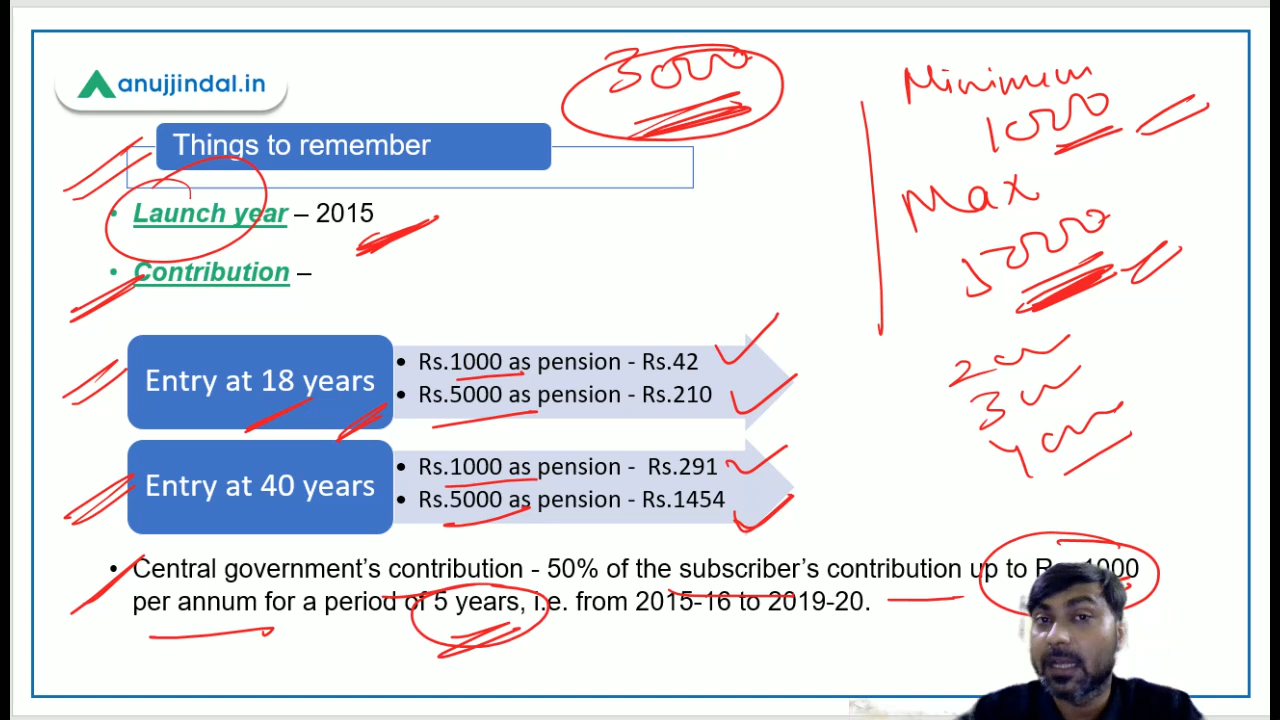 anujjindal.in
3000
Minimum
1000
Max
5000
2000
3000
4000
Things to remember
• Launch year – 2015
• Contribution –
Entry at 18 years
• Rs.1000 as pension - Rs.42
• Rs.5000 as pension - Rs.210
Entry at 40 years
• Rs.1000 as pension - Rs.291
• Rs.5000 as pension - Rs.1454
• Central government's contribution - 50% of the subscriber's contribution up to 1000
per annum for a period of 5 years, i.e. from 2015-16 to 2019-20.